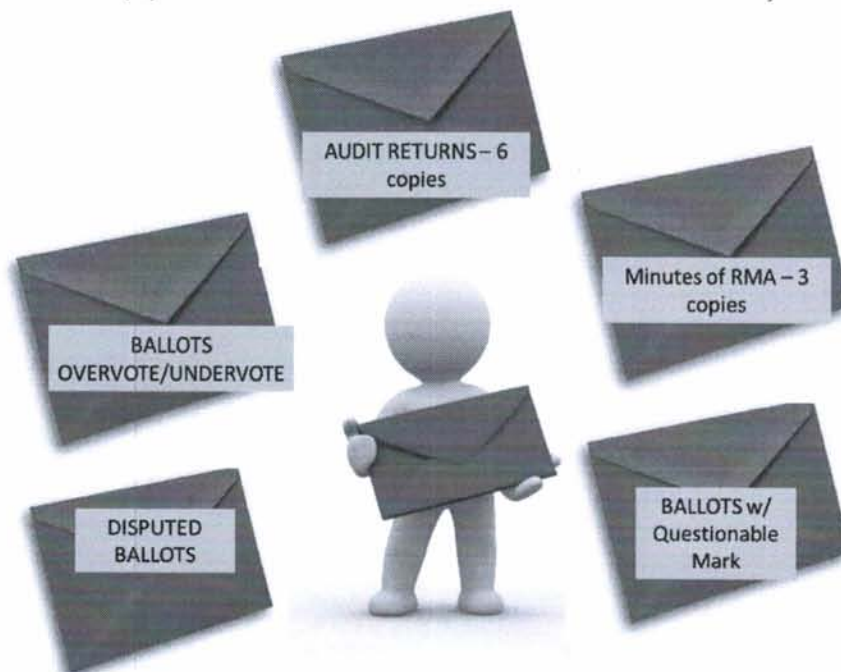 AUDIT RETURNS – 6
copies
Minutes of RMA – 3
copies
BALLOTS
OVERVOTE/UNDERVOTE
DISPUTED
BALLOTS
BALLOTS w/
Questionable
Mark